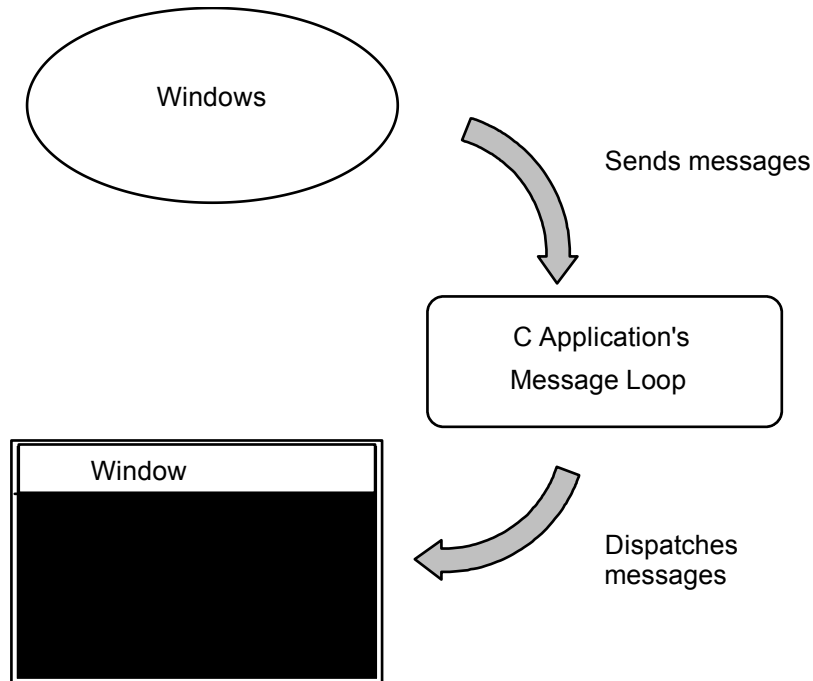 Windows
Sends messages
C Application's
Message Loop
Window
Dispatches
messages